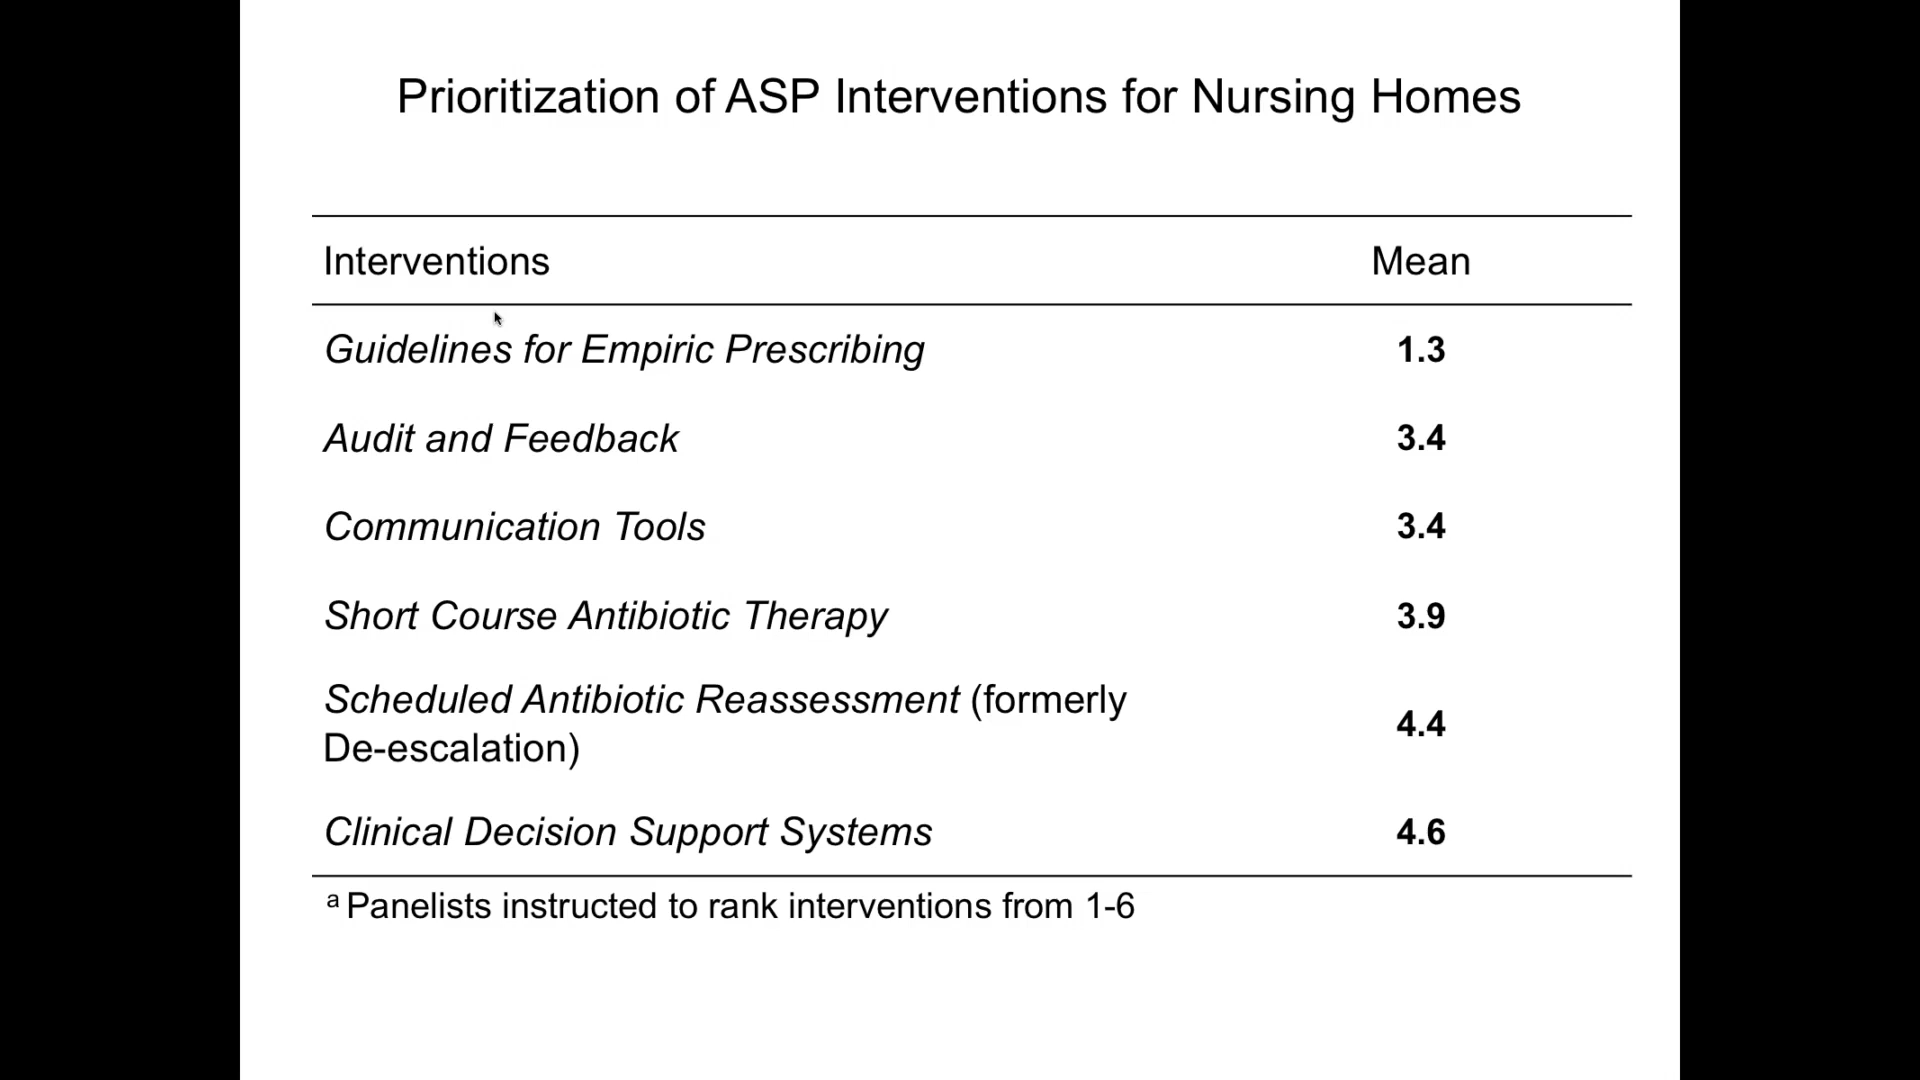 Prioritization of ASP Interventions for Nursing Homes
Interventions Mean
Guidelines for Empiric Prescribing 1.3
Audit and Feedback 3.4
Communication Tools 3.4
Short Course Antibiotic Therapy 3.9
Scheduled Antibiotic Reassessment (formerly
De-escalation) 4.4
Clinical Decision Support Systems 4.6
a Panelists instructed to rank interventions from 1-6